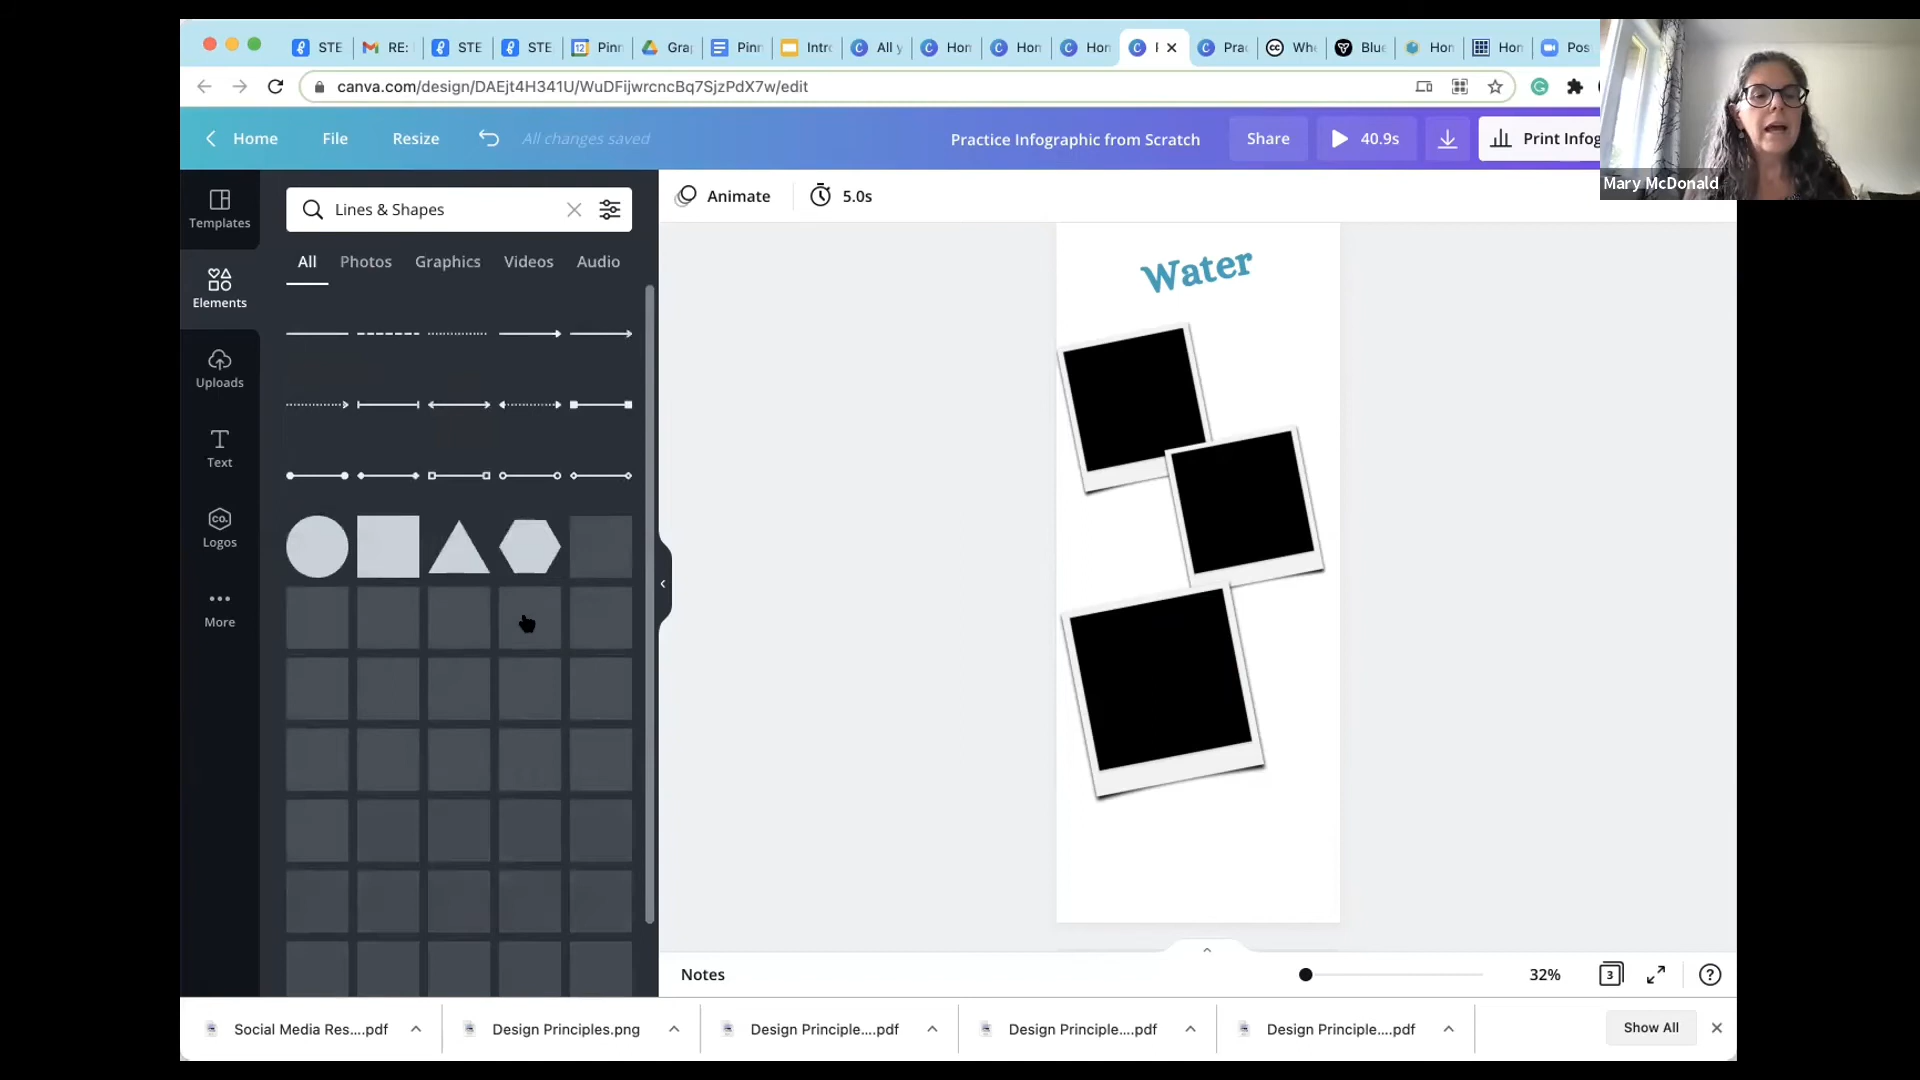 STE
RE:
STE
STE
Pinn
Gra
Pinn
Intr
All y
Hon
Hon
Hon
Prac
Whe
Blue
Hon
Hon
Pos
canva.com/design/DAEjt4H341U/WuDFijwrcncBq7SjzPdX7w/edit
Home
File
Resize
All changes saved
Practice Infographic from Scratch
Share
40.9s
Print Infog
Mary McDonald
Templates
Elements
Uploads
Text
CO.
Logos
More
Lines & Shapes
All
Photos
Graphics
Videos
Audio
Animate
5.0s
Water
Notes
32%
3
Social Media Res....pdf
Design Principles.png
Design Principle....pdf
Design Principle....pdf
Design Principle....pdf
Show All